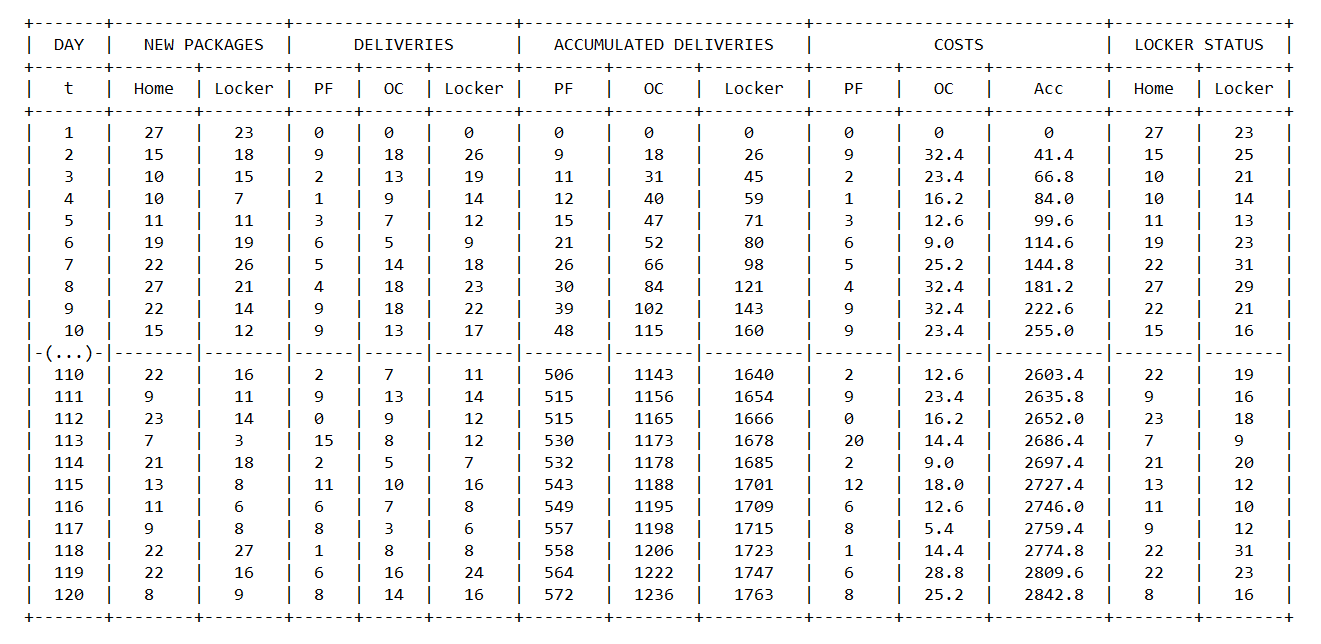 +--------+-----------------+----------------------+----------------------------+-----------------------------+-----------------+
| DAY | NEW PACKAGES | DELIVERIES | ACCUMULATED DELIVERIES | COSTS | LOCKER STATUS |
+--------+--------+--------+------+------+--------+--------+--------+----------+--------+--------+-----------+--------+--------+
| t | Home | Locker | PF | OC | Locker | PF | OC | Locker | PF | OC | Acc | Home | Locker |
+--------+--------+--------+------+------+--------+--------+--------+----------+--------+--------+-----------+--------+--------+
| 1 | 27 | 23 | 0 | 0 | 0 | 0 | 0 | 0 | 0 | 0 | 0 | 27 | 23 |
| 2 | 15 | 18 | 9 | 18 | 26 | 9 | 18 | 26 | 9 | 32.4 | 41.4 | 15 | 25 |
| 3 | 10 | 15 | 2 | 13 | 19 | 11 | 31 | 45 | 2 | 23.4 | 66.8 | 10 | 21 |
| 4 | 10 | 7 | 1 | 9 | 14 | 12 | 40 | 59 | 1 | 16.2 | 84.0 | 10 | 14 |
| 5 | 11 | 11 | 3 | 7 | 12 | 15 | 47 | 71 | 3 | 12.6 | 99.6 | 11 | 13 |
| 6 | 19 | 19 | 6 | 5 | 9 | 21 | 52 | 80 | 6 | 9.0 | 114.6 | 19 | 23 |
| 7 | 22 | 26 | 5 | 14 | 18 | 26 | 66 | 98 | 5 | 25.2 | 144.8 | 22 | 31 |
| 8 | 27 | 21 | 4 | 18 | 23 | 30 | 84 | 121 | 4 | 32.4 | 181.2 | 27 | 29 |
| 9 | 22 | 14 | 9 | 18 | 22 | 39 | 102 | 143 | 9 | 32.4 | 222.6 | 22 | 21 |
| 10 | 15 | 12 | 9 | 13 | 17 | 48 | 115 | 160 | 9 | 23.4 | 255.0 | 15 | 16 |
|-(...)-|--------|--------|------|------|--------|--------|--------|----------|--------|--------|-----------|--------|--------|
| 110 | 22 | 16 | 2 | 7 | 11 | 506 | 1143 | 1640 | 2 | 12.6 | 2603.4 | 22 | 19 |
| 111 | 9 | 11 | 9 | 13 | 14 | 515 | 1156 | 1654 | 9 | 23.4 | 2635.8 | 9 | 16 |
| 112 | 23 | 14 | 0 | 9 | 12 | 515 | 1165 | 1666 | 0 | 16.2 | 2652.0 | 23 | 18 |
| 113 | 7 | 3 | 15 | 8 | 12 | 530 | 1173 | 1678 | 20 | 14.4 | 2686.4 | 7 | 9 |
| 114 | 21 | 18 | 2 | 5 | 7 | 532 | 1178 | 1685 | 2 | 9.0 | 2697.4 | 21 | 20 |
| 115 | 13 | 8 | 11 | 10 | 16 | 543 | 1188 | 1701 | 12 | 18.0 | 2727.4 | 13 | 12 |
| 116 | 11 | 6 | 6 | 7 | 8 | 549 | 1195 | 1709 | 6 | 12.6 | 2746.0 | 11 | 10 |
| 117 | 9 | 8 | 8 | 3 | 6 | 557 | 1198 | 1715 | 8 | 5.4 | 2759.4 | 9 | 12 |
| 118 | 22 | 27 | 1 | 8 | 8 | 558 | 1206 | 1723 | 1 | 14.4 | 2774.8 | 22 | 31 |
| 119 | 22 | 16 | 6 | 16 | 24 | 564 | 1222 | 1747 | 6 | 28.8 | 2809.6 | 22 | 23 |
| 120 | 8 | 9 | 8 | 14 | 16 | 572 | 1236 | 1763 | 8 | 25.2 | 2842.8 | 8 | 16 |
+--------+--------+--------+------+------+--------+--------+--------+----------+--------+--------+-----------+--------+--------+